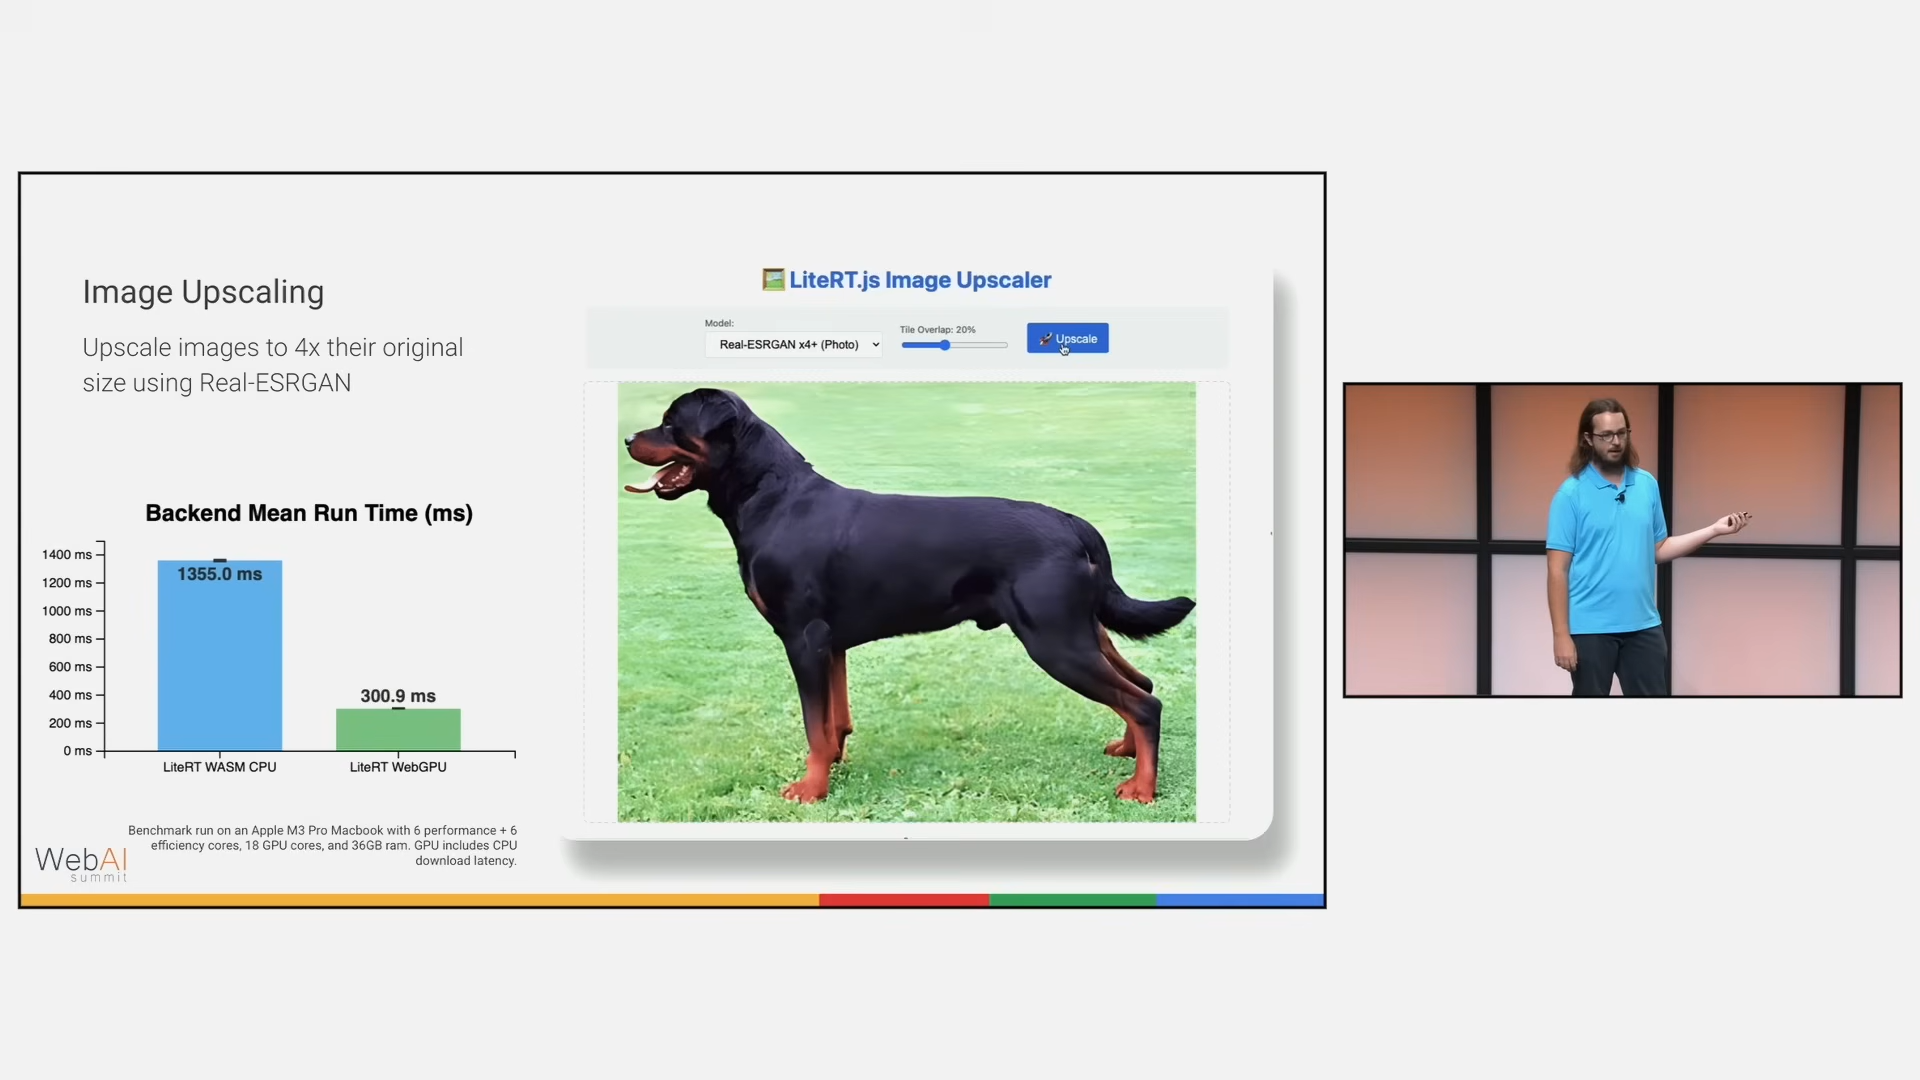 Image Upscaling
Upscale images to 4x their original
size using Real-ESRGAN
Backend Mean Run Time (ms)
1400 ms
1200 ms
1000 ms
800 ms
600 ms
400 ms
200 ms
0 ms
1355.0 ms
300.9 ms
LiteRT WASM CPU
LiteRT WebGPU
Benchmark run on an Apple M3 Pro Macbook with 6 performance + 6
efficiency cores, 18 GPU cores, and 36GB ram. GPU includes CPU
download latency.
WebAI
summit
LiteRT.js Image Upscaler
Model:
Real-ESRGAN x4+ (Photo)
Tile Overlap: 20%
Upscale